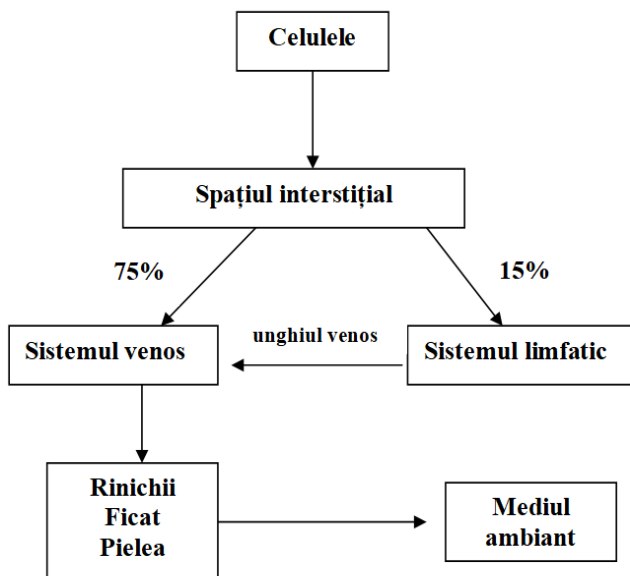 Celulele
Spațiul interstițial
75%
15%
Sistemul venos
unghiul venos
Sistemul limfatic
Rinichii
Ficat
Pielea
Mediul
ambiant